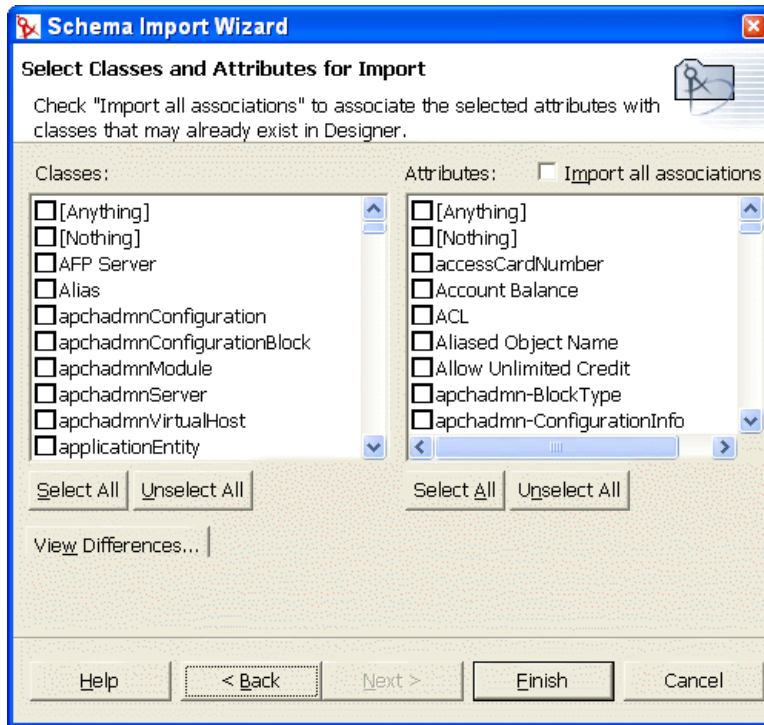 Schema Import Wizard
Select Classes and Attributes for Import
Check "Import all associations" to associate the selected attributes with
classes that may already exist in Designer.
Classes:
[Anything]
[Nothing]
AFP Server
Alias
apchadmnConfiguration
apchadmnConfigurationBlock
apchadmnModule
apchadmnServer
apchadmnVirtualHost
applicationEntity
Select All
Unselect All
View Differences...
Attributes:
Import all associations
[Anything]
[Nothing]
accessCardNumber
Account Balance
ACL
Aliased Object Name
Allow Unlimited Credit
apchadmn-BlockType
apchadmn-ConfigurationInfo
Select All
Unselect All
Help
< Back
Next >
Finish
Cancel